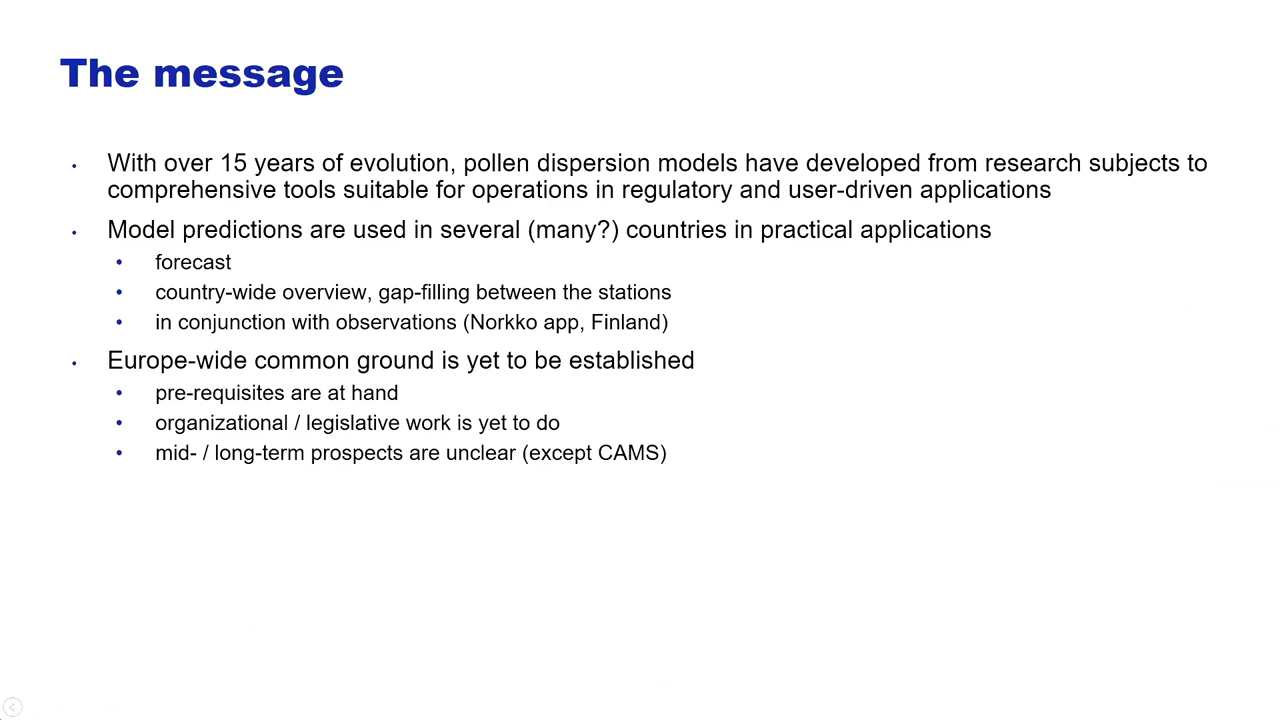 The message
• With over 15 years of evolution, pollen dispersion models have developed from research subjects to
comprehensive tools suitable for operations in regulatory and user-driven applications
• Model predictions are used in several (many?) countries in practical applications
• forecast
• country-wide overview, gap-filling between the stations
• in conjunction with observations (Norkko app, Finland)
• Europe-wide common ground is yet to be established
• pre-requisites are at hand
• organizational / legislative work is yet to do
• mid- / long-term prospects are unclear (except CAMS)